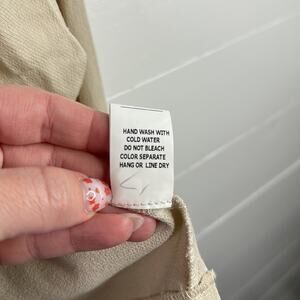 HAND WASH WITH
COLD WATER
DO NOT BLEACH
COLOR SEPARATE
HANG OR LINE DRY